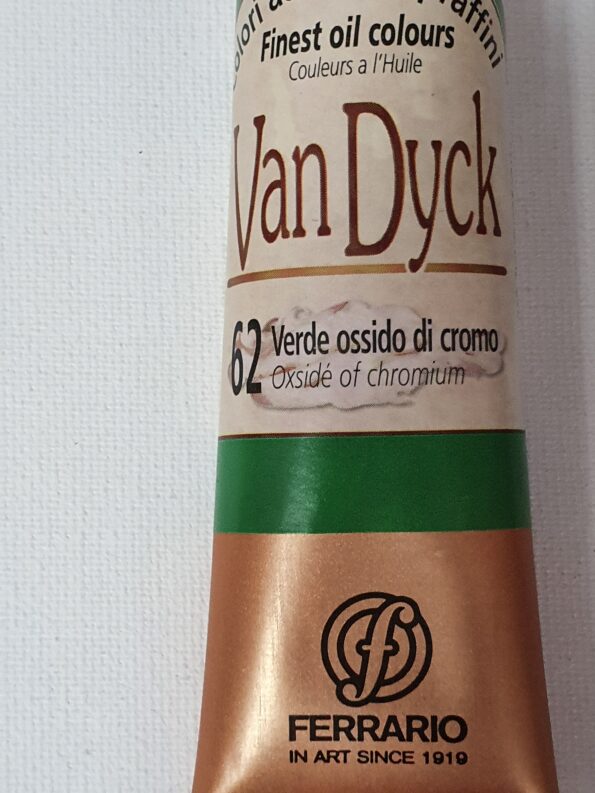 Finest oil colours
Couleurs a l'Huile
Van Dyck
62 Verde ossido di cromo
Oxsidé of chromium
f
FERRARIO
IN ART SINCE 1919